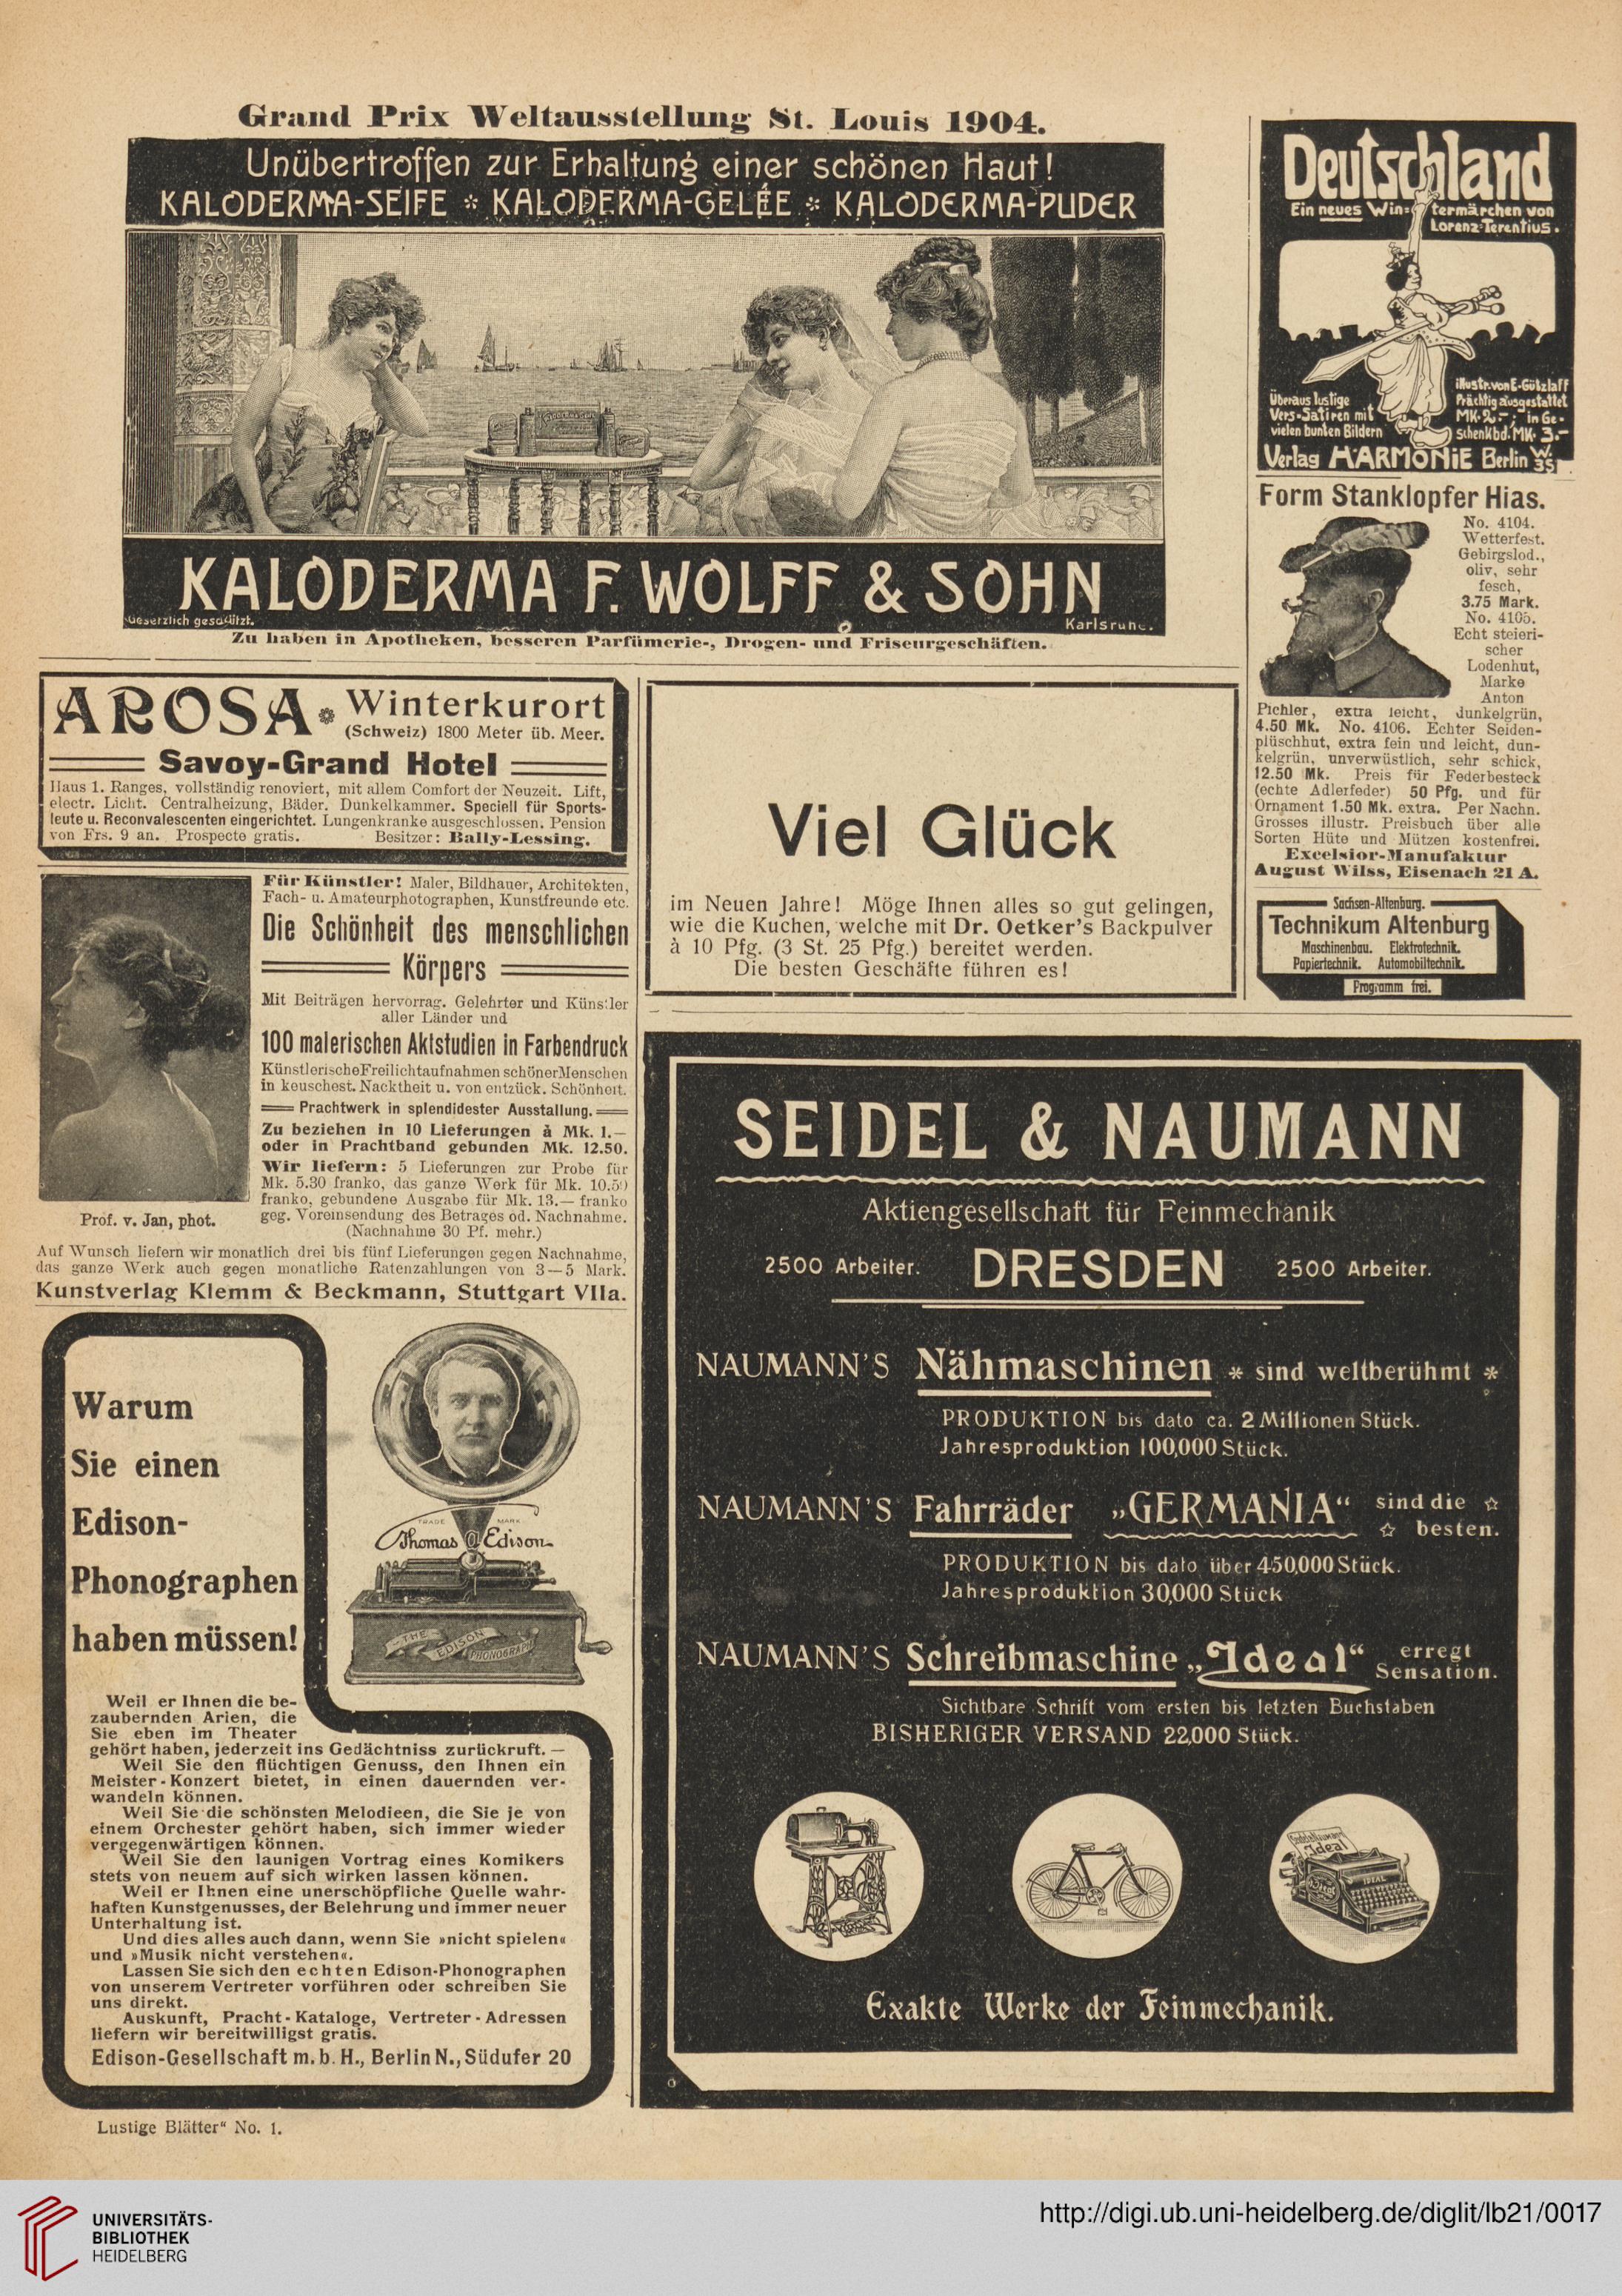 Grand Prix Weltausstellung St. Louis 1904.
Unübertroffen zur Erhaltung einer schönen Haut!
KALODERMA-SEIFE * KALODERMA-GELÉE * KALODERMA-PUDER
KALODERMA F. WOLFF & SOHN
Gesetzlich geschützt.
Karlsruhe.
Zu haben in Apotheken, besseren Parfümerie-, Drogen- und Friseurgeschäften.
Deutschland
Ein neues Win=termärchen von
Lorenz=Terentius.
Überaus lustige
Vers=Satiren mit
vielen bunten Bildern
illustr. von E. Gützlaff
Prächtig ausgestattet
MK. 2.–, in Ge-
schenkbd. MK. 3.–
Verlag HARMONiE Berlin W. 35
Form Stanklopfer Hias.
No. 4104.
Wetterfest.
Gebirgslod.,
oliv, sehr
fesch,
3.75 Mark.
No. 4105.
Echt steieri-
scher
Lodenhut,
Marke
Anton
Pichler, extra leicht, dunkelgrün,
4.50 Mk. No. 4106. Echter Seiden-
plüschhut, extra fein und leicht, dun-
kelgrün, unverwüstlich, sehr schick,
12.50 Mk. Preis für Federbesteck
(echte Adlerfeder) 50 Pfg. und für
Ornament 1.50 Mk. extra. Per Nachn.
Grosses illustr. Preisbuch über alle
Sorten Hüte und Mützen kostenfrei.
Excelsior-Manufaktur
August Wilss, Eisenach 21 A.
Sachsen-Altenburg.
Technikum Altenburg
Maschinenbau. Elektrotechnik.
Papiertechnik. Automobiltechnik.
Programm frei.
AROSA * Winterkurort
(Schweiz) 1800 Meter üb. Meer.
Savoy-Grand Hotel
Haus 1. Ranges, vollständig renoviert, mit allem Comfort der Neuzeit. Lift,
electr. Licht. Centralheizung, Bäder. Dunkelkammer. Speciell für Sports-
leute u. Reconvalescenten eingerichtet. Lungenkranke ausgeschlossen. Pension
von Frs. 9 an. Prospecte gratis. Besitzer: Bally-Lessing.
Viel Glück
im Neuen Jahre! Möge Ihnen alles so gut gelingen,
wie die Kuchen, welche mit Dr. Oetker's Backpulver
à 10 Pfg. (3 St. 25 Pfg.) bereitet werden.
Die besten Geschäfte führen es!
Für Künstler! Maler, Bildhauer, Architekten,
Fach- u. Amateurphotographen, Kunstfreunde etc.
Die Schönheit des menschlichen
Körpers
Mit Beiträgen hervorrag. Gelehrter und Künstler
aller Länder und
100 malerischen Aktstudien in Farbendruck
Künstlerische Freilichtaufnahmen schöner Menschen
in keuschest. Nacktheit u. von entzück. Schönheit.
Prachtwerk in splendidester Ausstallung.
Zu beziehen in 10 Lieferungen à Mk. 1.—
oder in Prachtband gebunden Mk. 12.50.
Wir liefern: 5 Lieferungen zur Probe für
Mk. 5.30 franko, das ganze Werk für Mk. 10.50
franko, gebundene Ausgabe für Mk. 13.— franko
geg. Voreinsendung des Betrages od. Nachnahme.
(Nachnahme 30 Pf. mehr.)
Prof. v. Jan, phot.
Auf Wunsch liefern wir monatlich drei bis fünf Lieferungen gegen Nachnahme,
das ganze Werk auch gegen monatliche Ratenzahlungen von 3—5 Mark.
Kunstverlag Klemm & Beckmann, Stuttgart VIIa.
Warum
Sie einen
Edison-
Phonographen
haben müssen!
TRADE MARK
Thomas A Edison
THE EDISON PHONOGRAPH
Weil er Ihnen die be-
zaubernden Arien, die
Sie eben im Theater
gehört haben, jederzeit ins Gedächtniss zurückruft. —
Weil Sie den flüchtigen Genuss, den Ihnen ein
Meister-Konzert bietet, in einen dauernden ver-
wandeln können.
Weil Sie die schönsten Melodieen, die Sie je von
einem Orchester gehört haben, sich immer wieder
vergegenwärtigen können.
Weil Sie den launigen Vortrag eines Komikers
stets von neuem auf sich wirken lassen können.
Weil er Ihnen eine unerschöpfliche Quelle wahr-
haften Kunstgenusses, der Belehrung und immer neuer
Unterhaltung ist.
Und dies alles auch dann, wenn Sie »nicht spielen«
und »Musik nicht verstehen«.
Lassen Sie sich den echten Edison-Phonographen
von unserem Vertreter vorführen oder schreiben Sie
uns direkt.
Auskunft, Pracht-Kataloge, Vertreter-Adressen
liefern wir bereitwilligst gratis.
Edison-Gesellschaft m. b. H., Berlin N., Südufer 20
SEIDEL & NAUMANN
Aktiengesellschaft für Feinmechanik
2500 Arbeiter. DRESDEN 2500 Arbeiter.
NAUMANN'S Nähmaschinen * sind weltberühmt *
PRODUKTION bis dato ca. 2 Millionen Stück.
Jahresproduktion 100,000 Stück.
NAUMANN'S Fahrräder „GERMANIA“ sind die ☆
☆ besten.
PRODUKTION bis dato über 450,000 Stück.
Jahresproduktion 30,000 Stück
NAUMANN'S Schreibmaschine „Ideal“ erregt
Sensation.
Sichtbare Schrift vom ersten bis letzten Buchstaben
BISHERIGER VERSAND 22,000 Stück.
Ideal
IDEAL
Exakte Werke der Feinmechanik.
Lustige Blätter“ No. 1.
UNIVERSITÄTS-
BIBLIOTHEK
HEIDELBERG
http://digi.ub.uni-heidelberg.de/diglit/lb21/0017